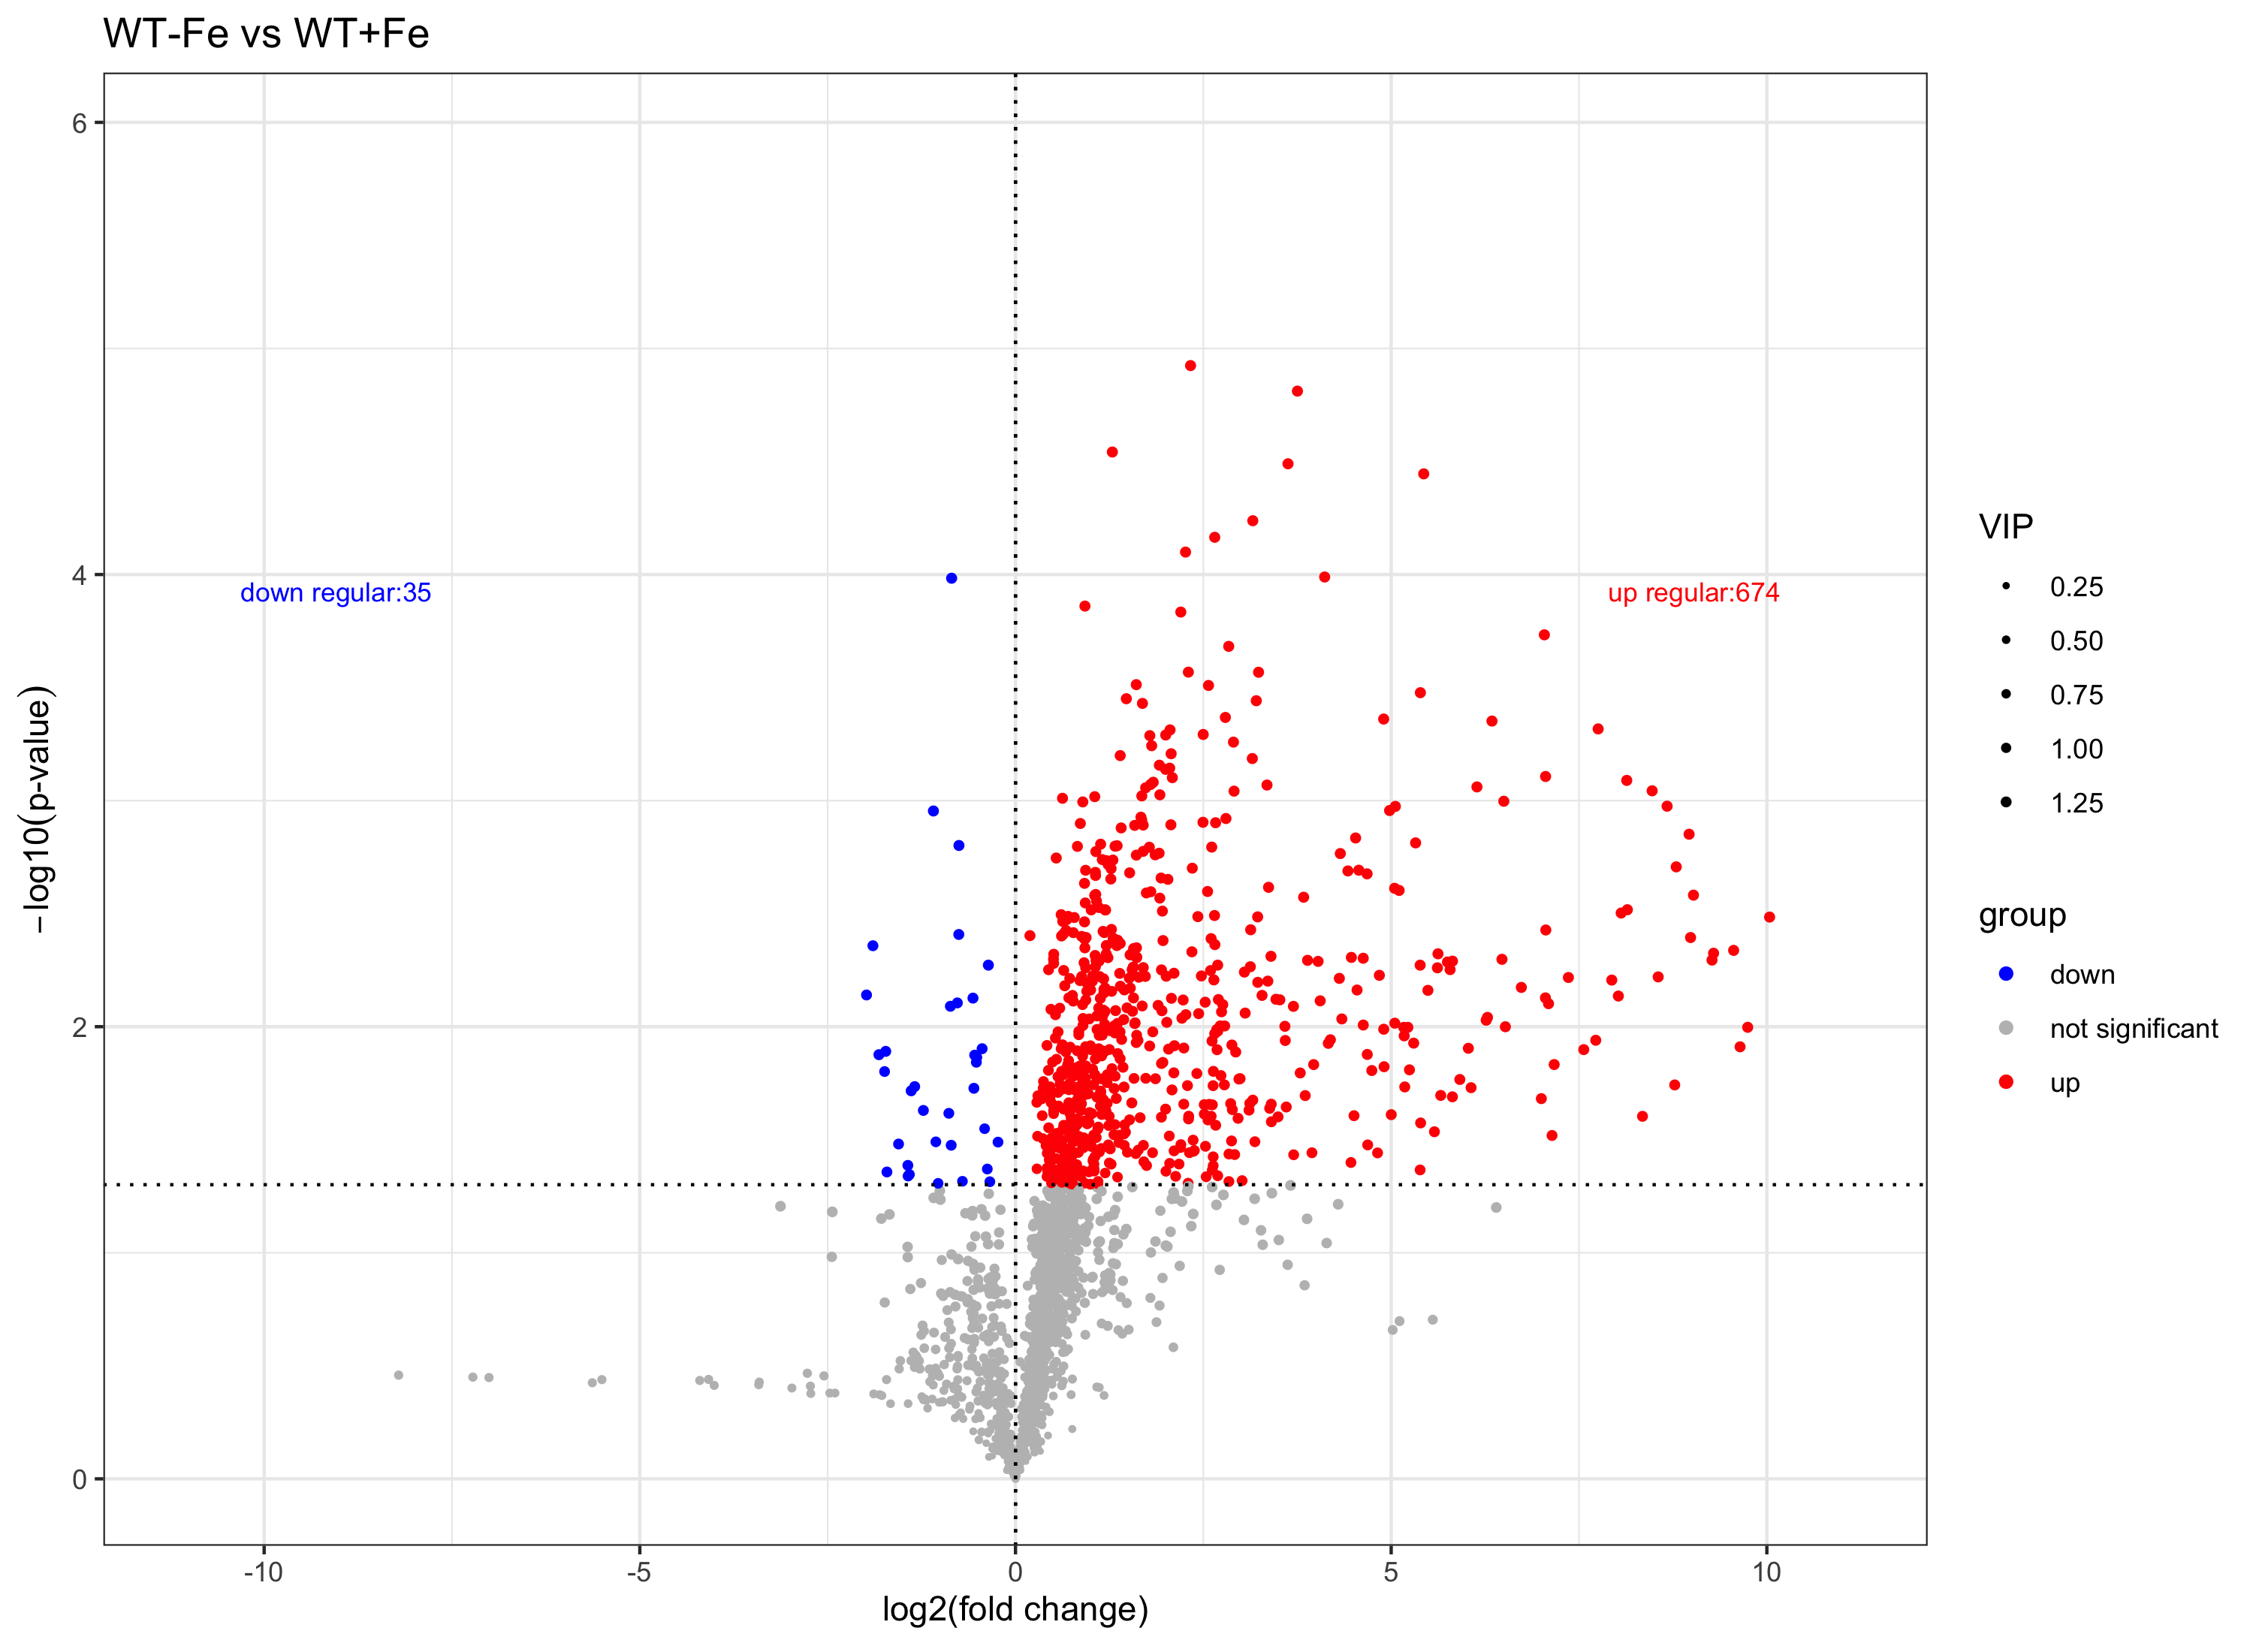 WT-Fe vs WT+Fe
6
4
2
0
−log10(p-value)
down regular:35
up regular:674
-10
-5
0
5
10
log2(fold change)
VIP
0.25
0.50
0.75
1.00
1.25
group
down
not significant
up